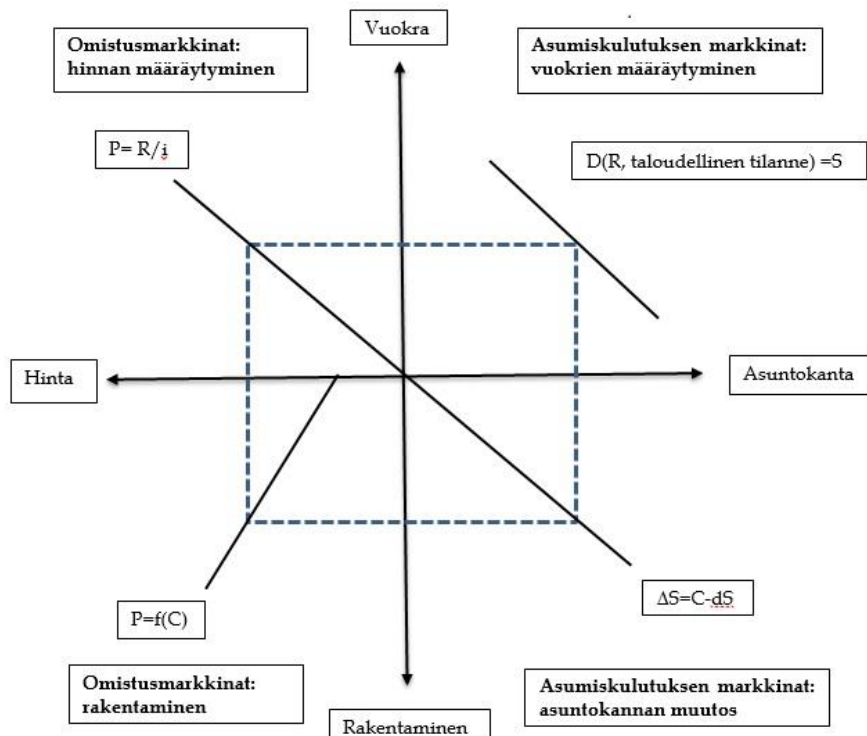 Omistusmarkkinat:
hinnan määräytyminen
Vuokra
Asumiskulutuksen markkinat:
vuokrien määräytyminen
P= R/i
D(R, taloudellinen tilanne) =S
Hinta
Asuntokanta
P=f(C)
ΔS=C-dS
Omistusmarkkinat:
rakentaminen
Rakentaminen
Asumiskulutuksen markkinat:
asuntokannan muutos